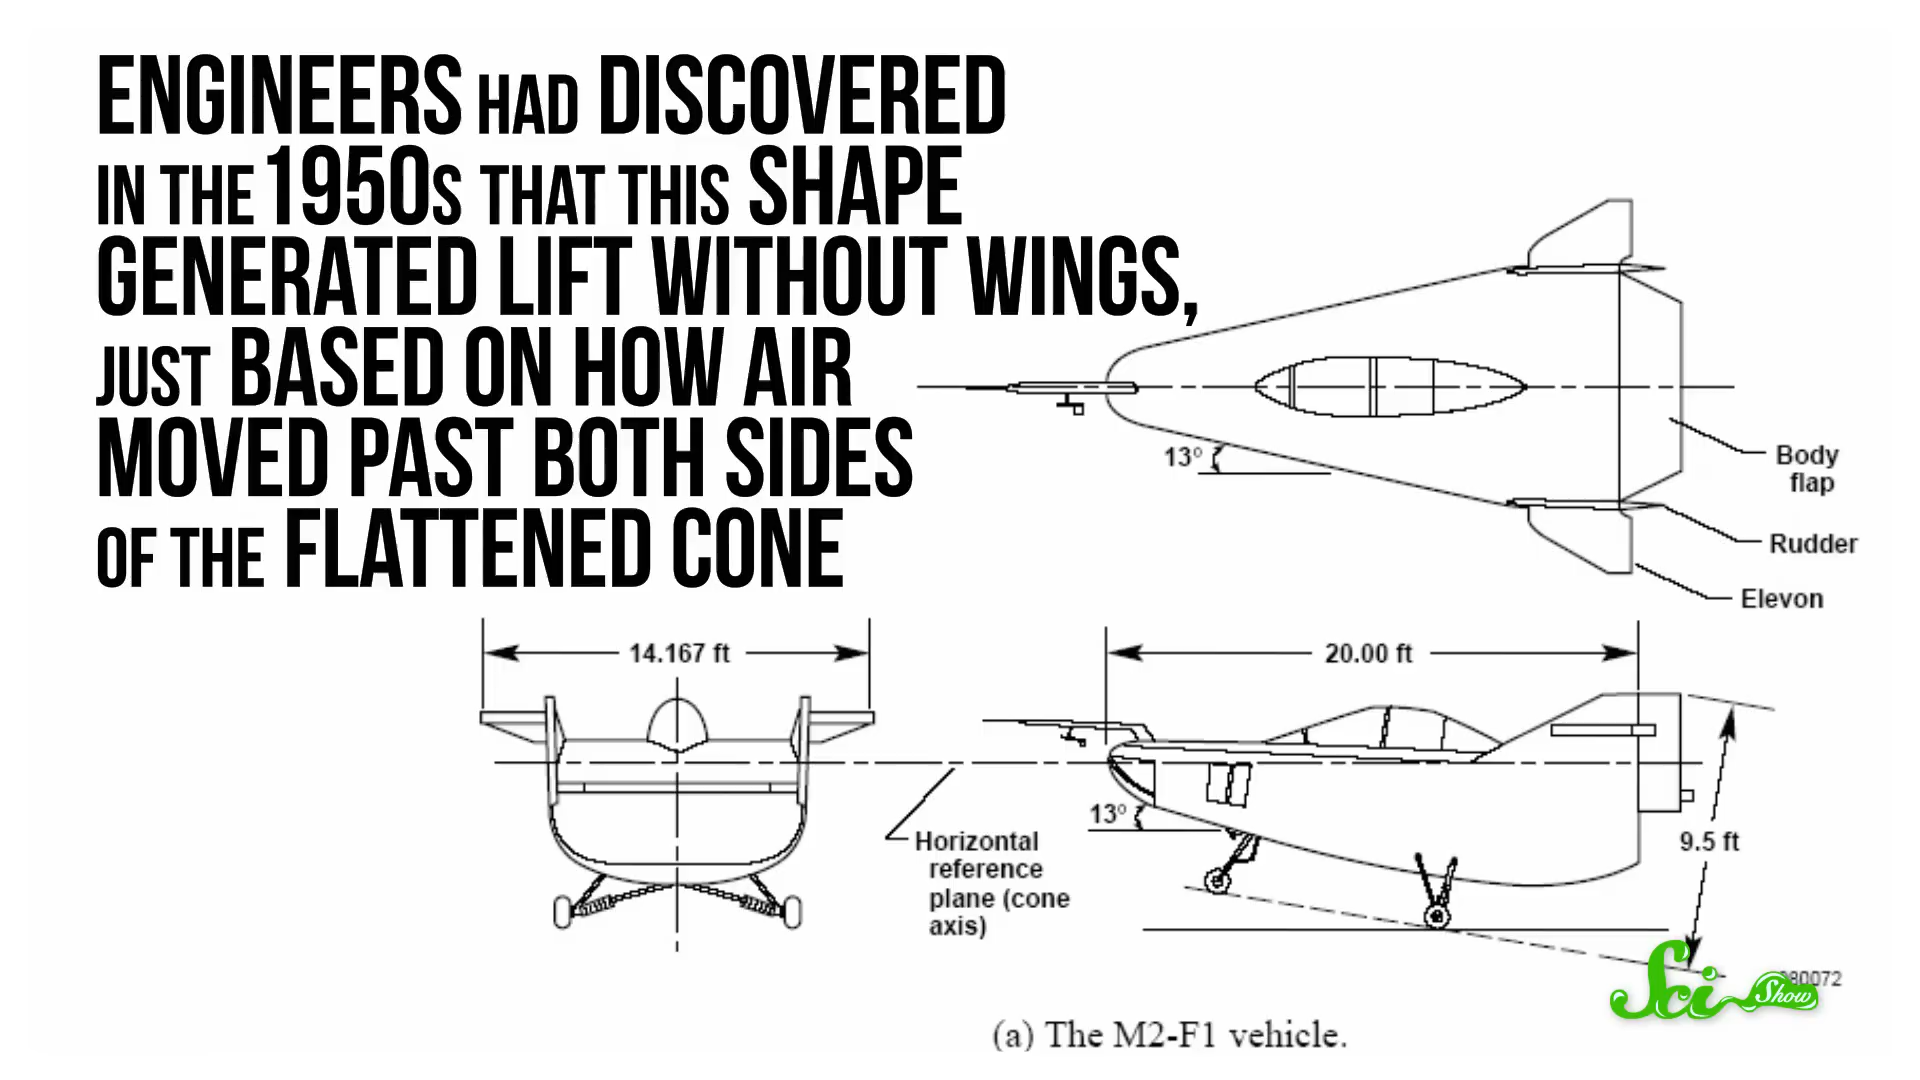 ENGINEERS HAD DISCOVERED
IN THE 1950S THAT THIS SHAPE
GENERATED LIFT WITHOUT WINGS,
JUST BASED ON HOW AIR
MOVED PAST BOTH SIDES
OF THE FLATTENED CONE
13°
Body
flap
Rudder
Elevon
14.167 ft
20.00 ft
13°
Horizontal
reference
plane (cone
axis)
9.5 ft
Sci Show
(a) The M2-F1 vehicle.